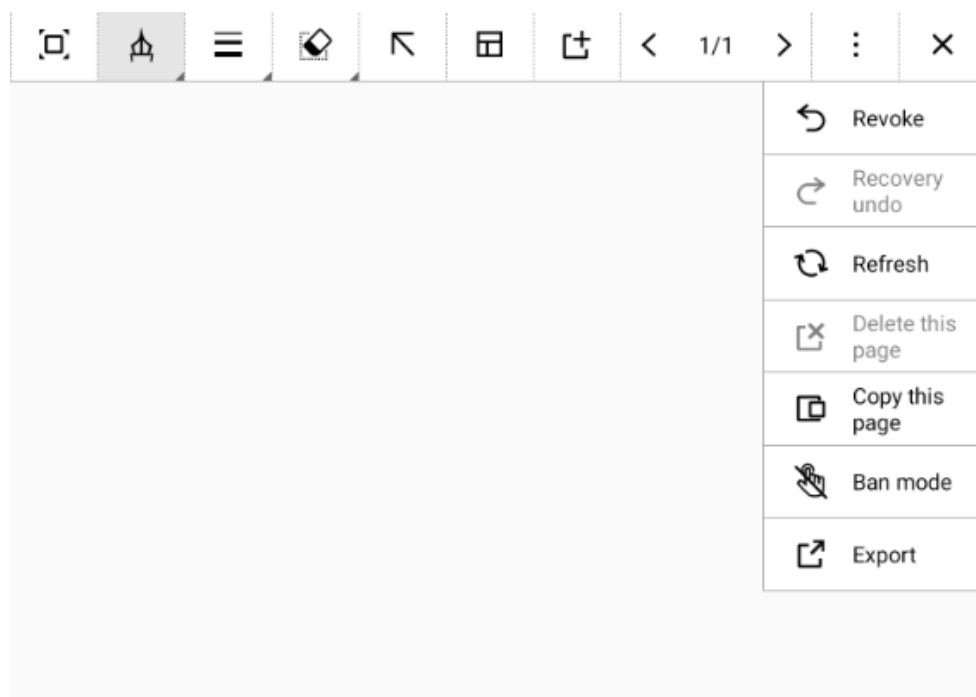 1/1
Revoke
Recovery
undo
Refresh
Delete this
page
Copy this
page
Ban mode
Export